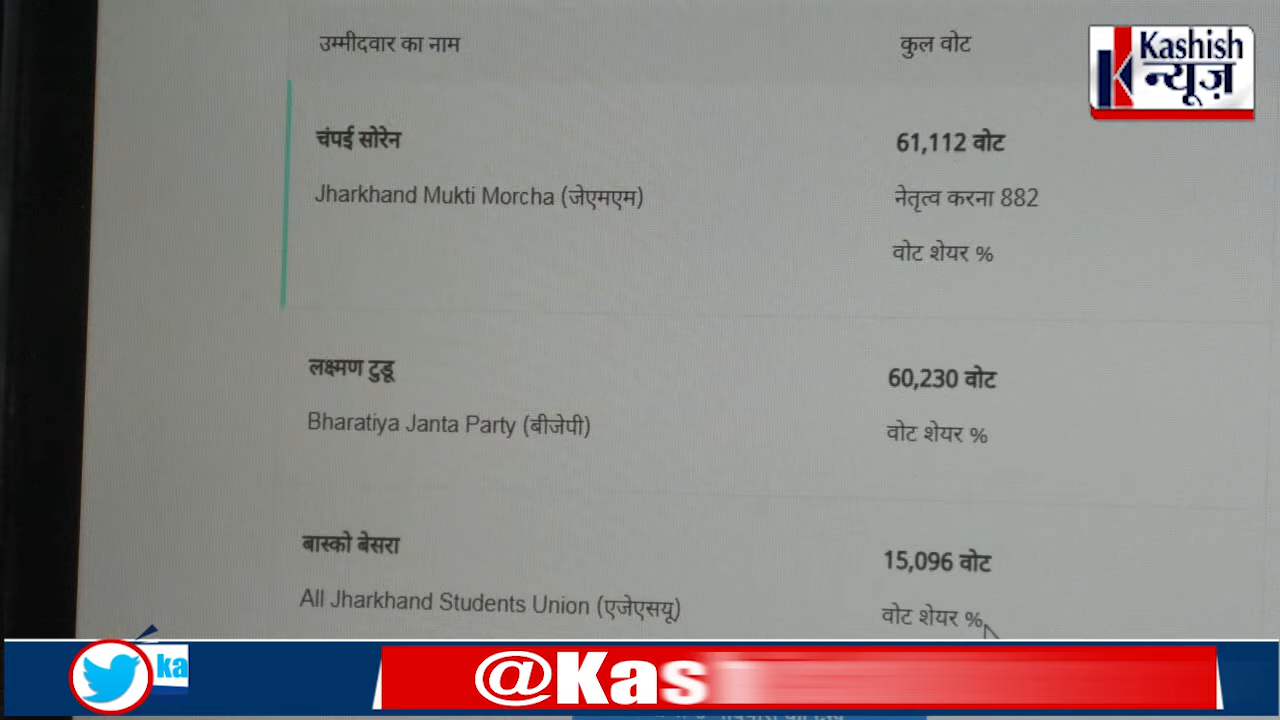 उम्मीदवार का नाम
कुल वोट
Kashish
न्यूज़
चंपई सोरेन
61,112 वोट
Jharkhand Mukti Morcha (जेएमएम)
नेतृत्व करना 882
वोट शेयर %
लक्ष्मण टुडू
60,230 वोट
Bharatiya Janta Party (बीजेपी)
वोट शेयर %
बास्को बेसरा
15,096 वोट
All Jharkhand Students Union (एजेएसयू)
वोट शेयर %
ka
@Kas